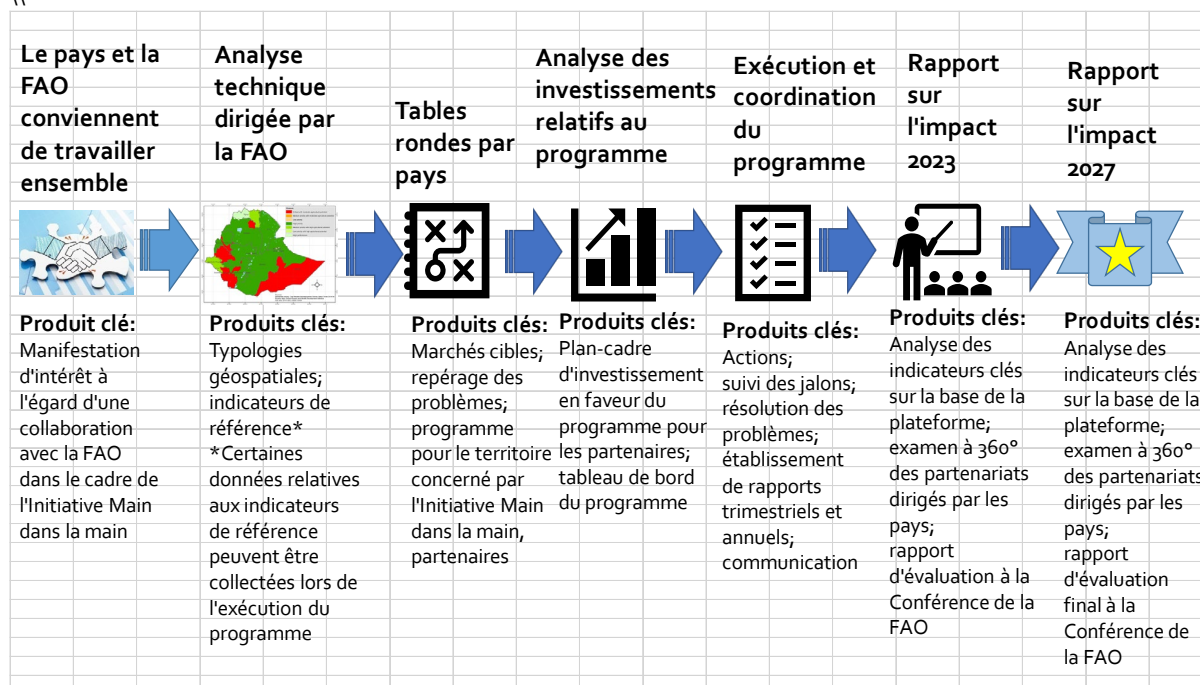 \\
Le pays et la
FAO
conviennent
de travailler
ensemble
Analyse
technique
dirigée par
la FAO
Tables
rondes par
pays
Analyse des
investissements
relatifs au
programme
Exécution et
coordination
du
programme
Rapport
sur
l'impact
2023
Rapport
sur
l'impact
2027
Produit clé:
Manifestation
d'intérêt à
l'égard d'une
collaboration
avec la FAO
dans le cadre de
l'Initiative Main
dans la main
Produits clés:
Typologies
géospatiales;
indicateurs de
référence*
*Certaines
données relatives
aux indicateurs
de référence
peuvent être
collectées lors de
l'exécution du
programme
Produits clés:
Marchés cibles;
repérage des
problèmes;
programme
pour le territoire
concerné par
l'Initiative Main
dans la main,
partenaires
Produits clés:
Plan-cadre
d'investissement
en faveur du
programme pour
les partenaires;
tableau de bord
du programme
Produits clés:
Actions;
suivi des jalons;
résolution des
problèmes;
établissement
de rapports
trimestriels et
annuels;
communication
Produits clés:
Analyse des
indicateurs clés
sur la base de la
plateforme;
examen à 360°
des partenariats
dirigés par les
pays;
rapport
d'évaluation à la
Conférence de la
FAO
Produits clés:
Analyse des
indicateurs clés
sur la base de la
plateforme;
examen à 360°
des partenariats
dirigés par les
pays;
rapport
d'évaluation
final à la
Conférence de
la FAO